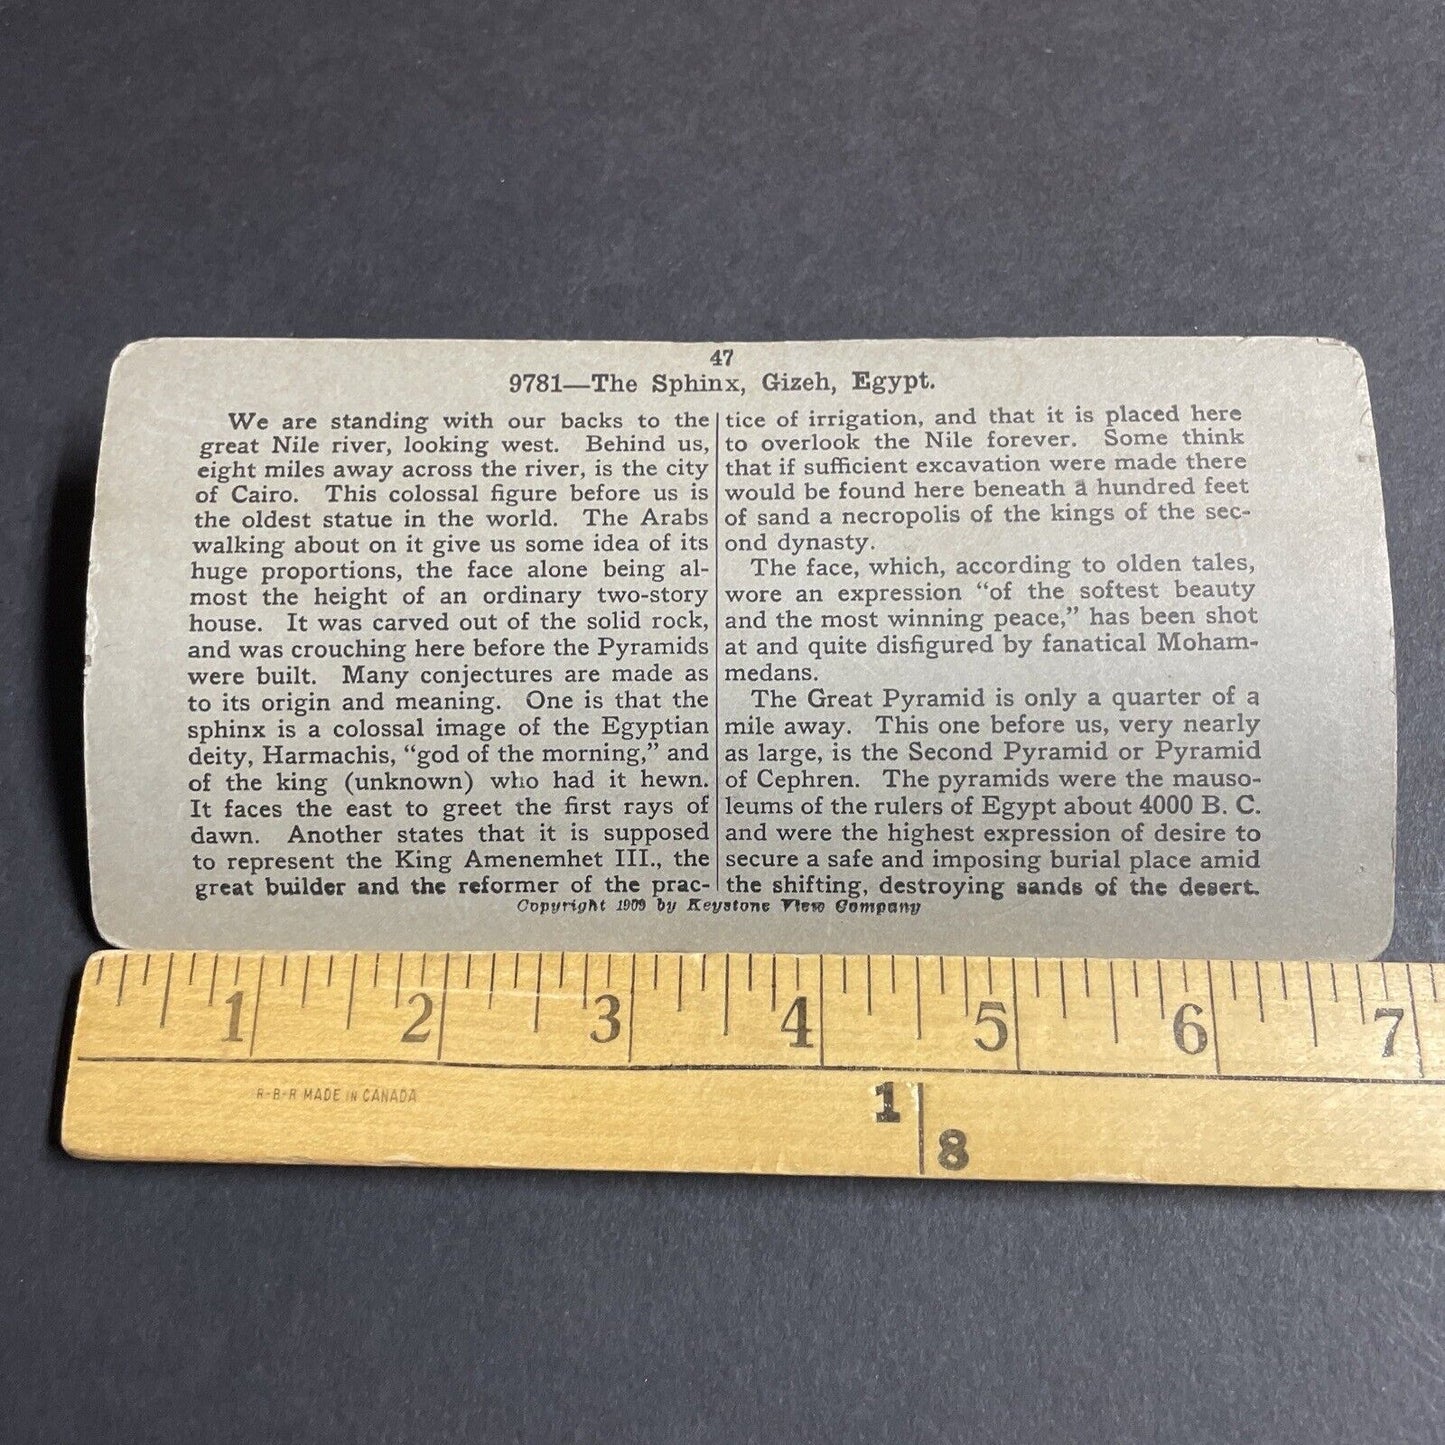 47
9781—The Sphinx, Gizeh, Egypt.
We are standing with our backs to the
great Nile river, looking west. Behind us,
eight miles away across the river, is the city
of Cairo. This colossal figure before us is
the oldest statue in the world. The Arabs
walking about on it give us some idea of its
huge proportions, the face alone being al-
most the height of an ordinary two-story
house. It was carved out of the solid rock,
and was crouching here before the Pyramids
were built. Many conjectures are made as
to its origin and meaning. One is that the
sphinx is a colossal image of the Egyptian
deity, Harmachis, “god of the morning,” and
of the king (unknown) who had it hewn.
It faces the east to greet the first rays of
dawn. Another states that it is supposed
to represent the King Amenemhet III., the
great builder and the reformer of the prac-
tice of irrigation, and that it is placed here
to overlook the Nile forever. Some think
that if sufficient excavation were made there
would be found here beneath a hundred feet
of sand a necropolis of the kings of the sec-
ond dynasty.
The face, which, according to olden tales,
wore an expression “of the softest beauty
and the most winning peace,” has been shot
at and quite disfigured by fanatical Moham-
medans.
The Great Pyramid is only a quarter of a
mile away. This one before us, very nearly
as large, is the Second Pyramid or Pyramid
of Cephren. The pyramids were the mauso-
leums of the rulers of Egypt about 4000 B. C.
and were the highest expression of desire to
secure a safe and imposing burial place amid
the shifting, destroying sands of the desert.
Copyright 1909 by Keystone View Company
1 2 3 4 5 6 7
R-B-R MADE IN CANADA
1
8